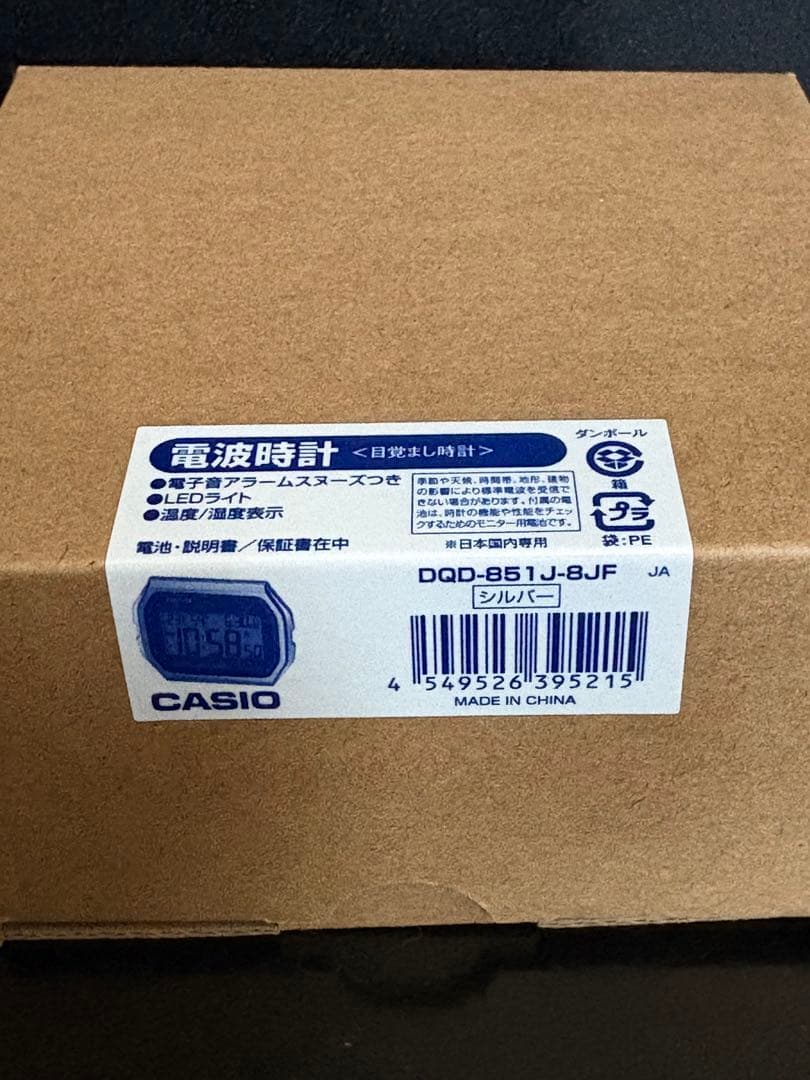 電波時計 <目覚まし時計>
●電子音アラームスヌーズつき
●LEDライト
●温度/湿度表示
季節や天候、時間帯、地形、建物
の影響により標準電波を受信で
きない場合があります。付属の電
池は、時計の機能や性能をチェッ
クするためのモニター用電池です。
ダンボール
箱
プラ
袋:PE
電池・説明書/保証書在中
※日本国内専用
DQD-851J-8JF JA
シルバー
10:58 50
CASIO
4 549526 395215
MADE IN CHINA